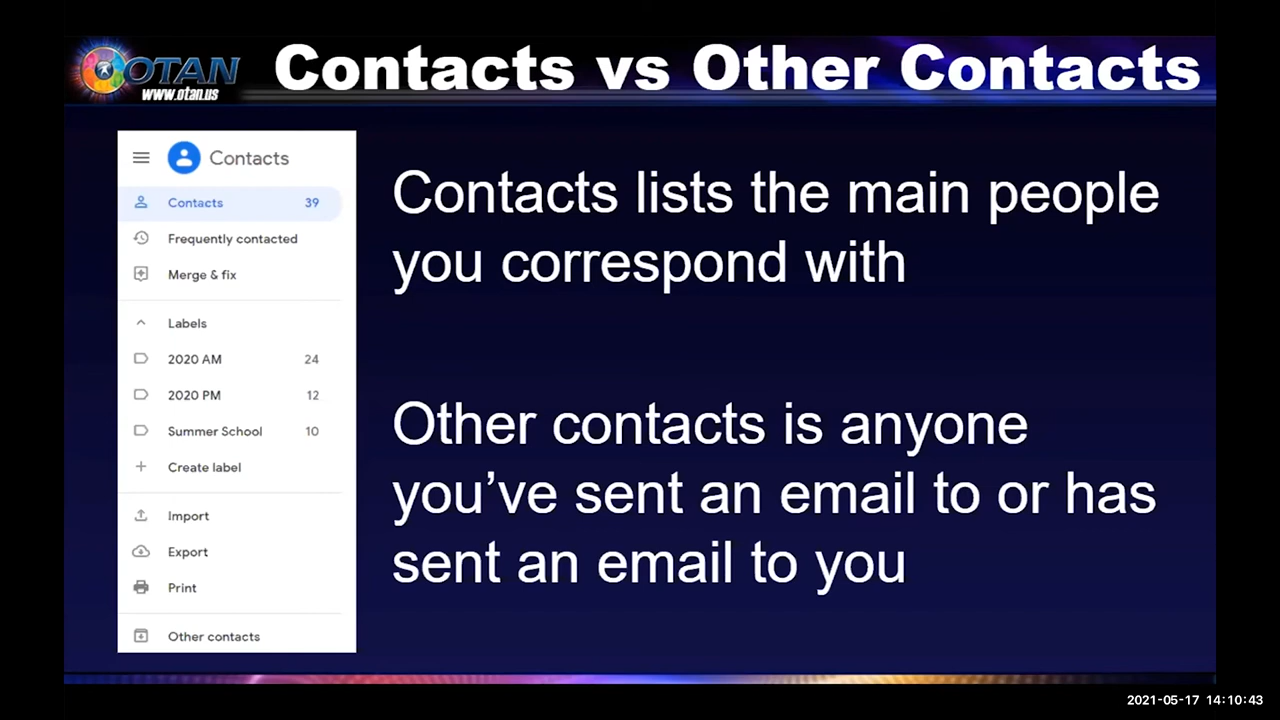 OTAN
www.otan.us
Contacts vs Other Contacts
Contacts
Contacts 39
Frequently contacted
Merge & fix
Labels
2020 AM 24
2020 PM 12
Summer School 10
Create label
Import
Export
Print
Other contacts
Contacts lists the main people
you correspond with
Other contacts is anyone
you’ve sent an email to or has
sent an email to you
2021-05-17 14:10:43